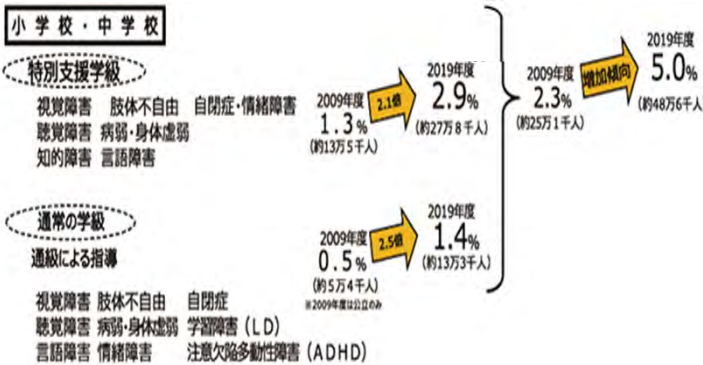 小学校・中学校
特別支援学級
視覚障害 肢体不自由 自閉症・情緒障害
聴覚障害 病弱・身体虚弱
知的障害 言語障害
2009年度
1.3%
(約13万5千人)
2.1倍
2019年度
2.9%
(約27万8千人)
2009年度
2.3%
(約25万1千人)
増加傾向
2019年度
5.0%
(約48万6千人)
通常の学級
通級による指導
2009年度
0.5%
(約5万4千人)
※2009年度は公立のみ
2.5倍
2019年度
1.4%
(約13万3千人)
視覚障害 肢体不自由 自閉症
聴覚障害 病弱・身体虚弱 学習障害(LD)
言語障害 情緒障害 注意欠陥多動性障害(ADHD)